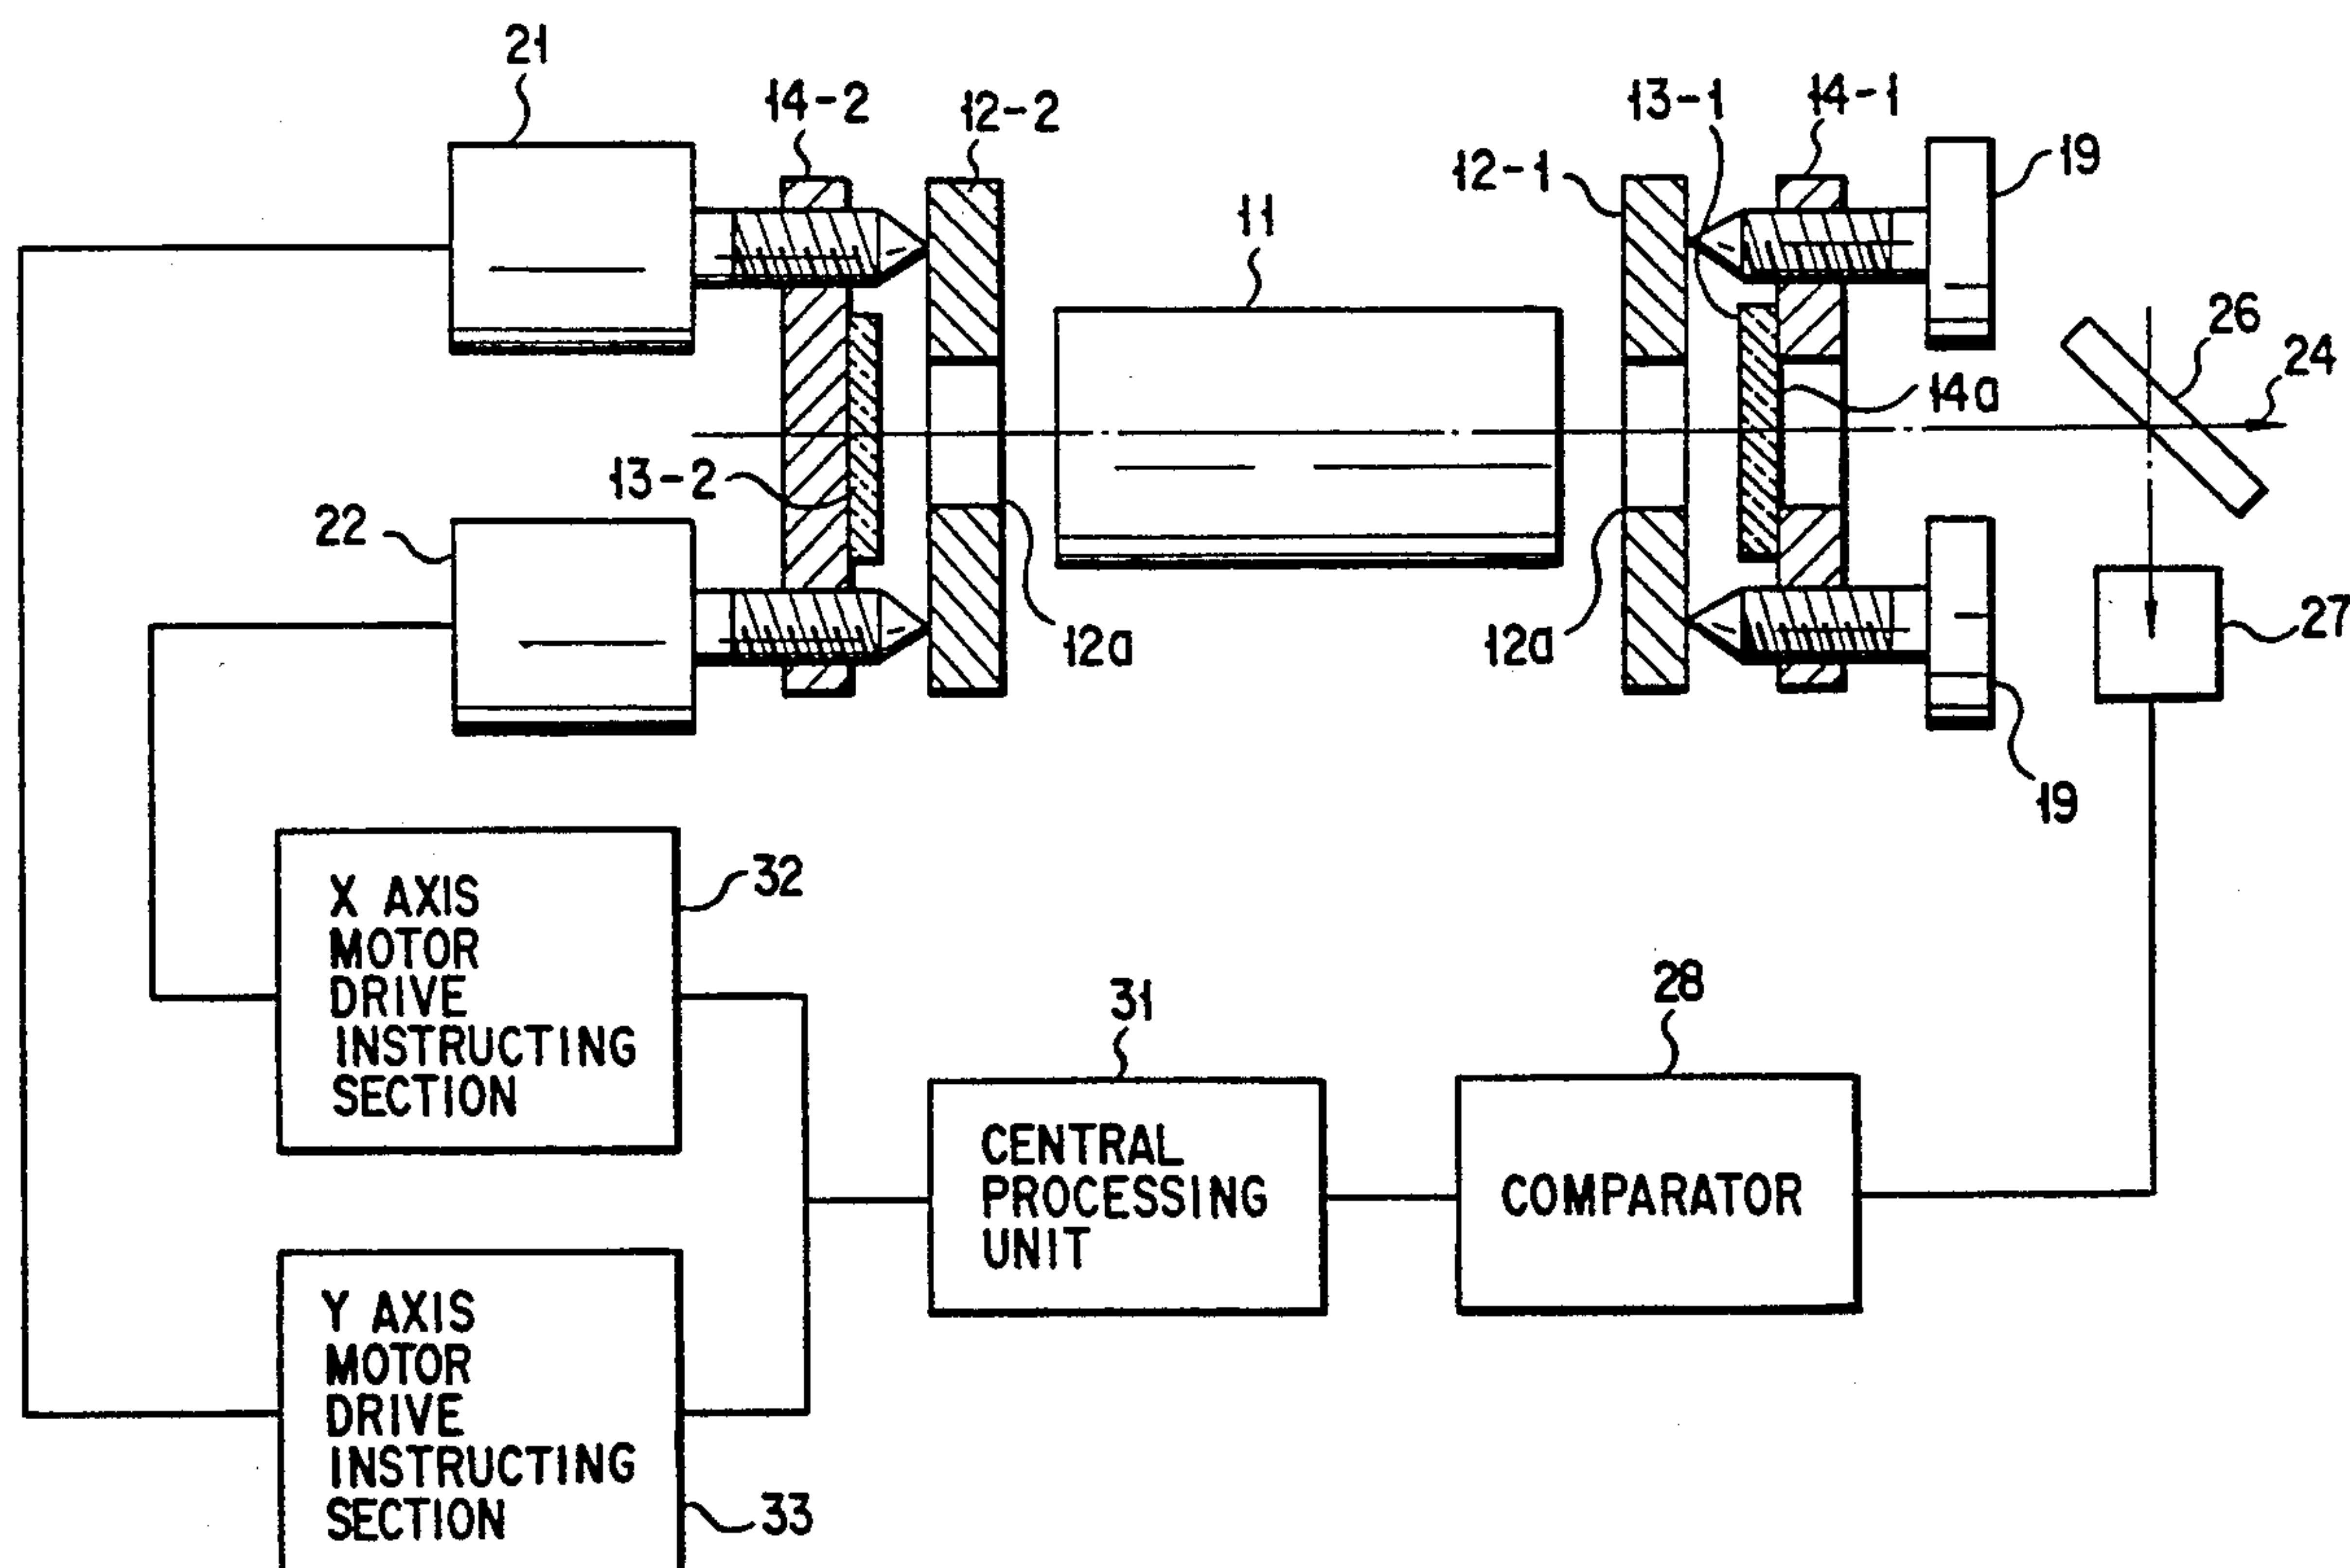 21
14-2
12-2
13-1
14-1
12-1
19
11
26
24
14a
13-2
22
12a
12a
27
19
32
X AXIS
MOTOR
DRIVE
INSTRUCTING
SECTION
31
28
CENTRAL
PROCESSING
UNIT
COMPARATOR
Y AXIS
MOTOR
DRIVE
INSTRUCTING
SECTION
33